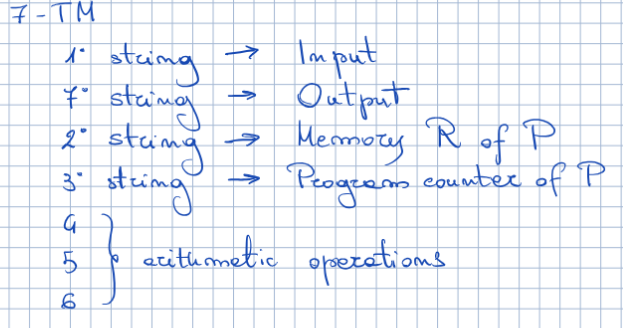 7-TM
1° string → Input
7° string → Output
2° string → Memory R of P
3° string → Program counter of P
4
5 } arithmetic operations
6